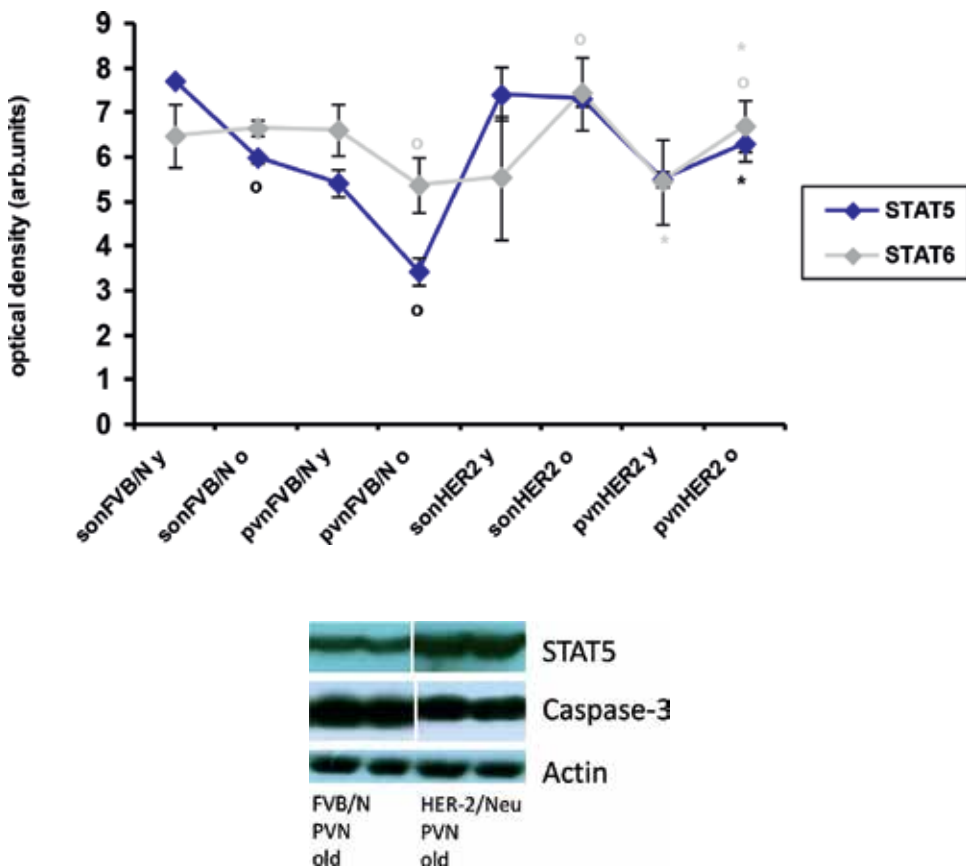 optical density (arb.units)
9
8
7
6
5
4
3
2
1
0
o
o
o
o
*
o
*
*
sonFVB/N y
sonFVB/N o
pvnFVB/N y
pvnFVB/N o
sonHER2 y
sonHER2 o
pvnHER2 y
pvnHER2 o
STAT5
STAT6
STAT5
Caspase-3
Actin
FVB/N
PVN
old
HER-2/Neu
PVN
old